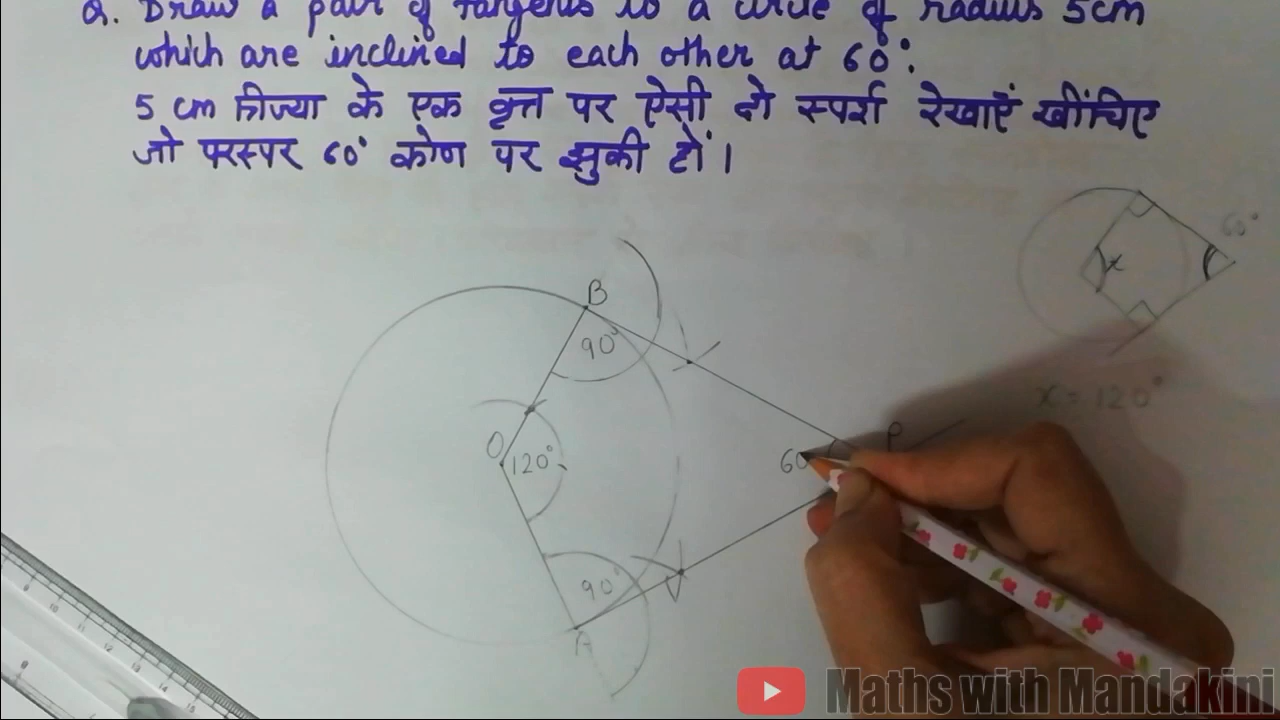 Q. Draw a pair of tangents to a circle of radius 5cm
which are inclined to each other at 60°.
5 cm त्रिज्या के एक वृत्त पर ऐसी दो स्पर्श रेखाएँ खींचिए
जो परस्पर 60° कोण पर झुकी हों।
60°
x
B
90°
x = 120°
P
O
120°
60
90°
A
Maths with Mandakini